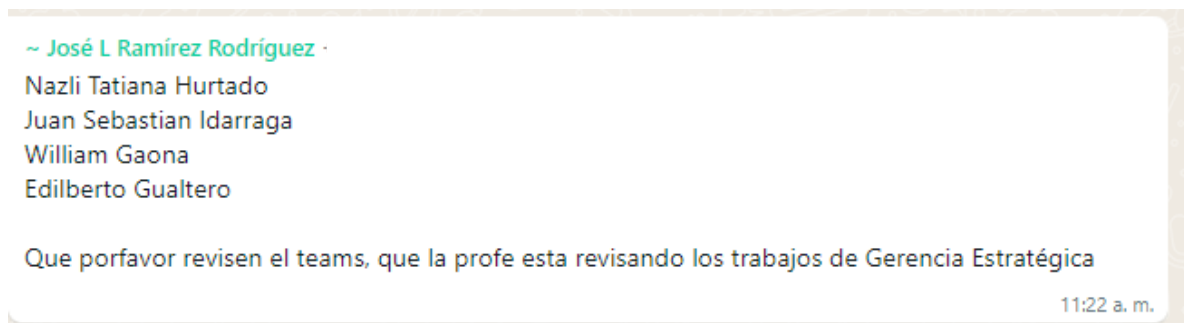 ~ José L Ramírez Rodríguez ·
Nazli Tatiana Hurtado
Juan Sebastian Idarraga
William Gaona
Edilberto Gualtero
Que porfavor revisen el teams, que la profe esta revisando los trabajos de Gerencia Estratégica
11:22 a. m.